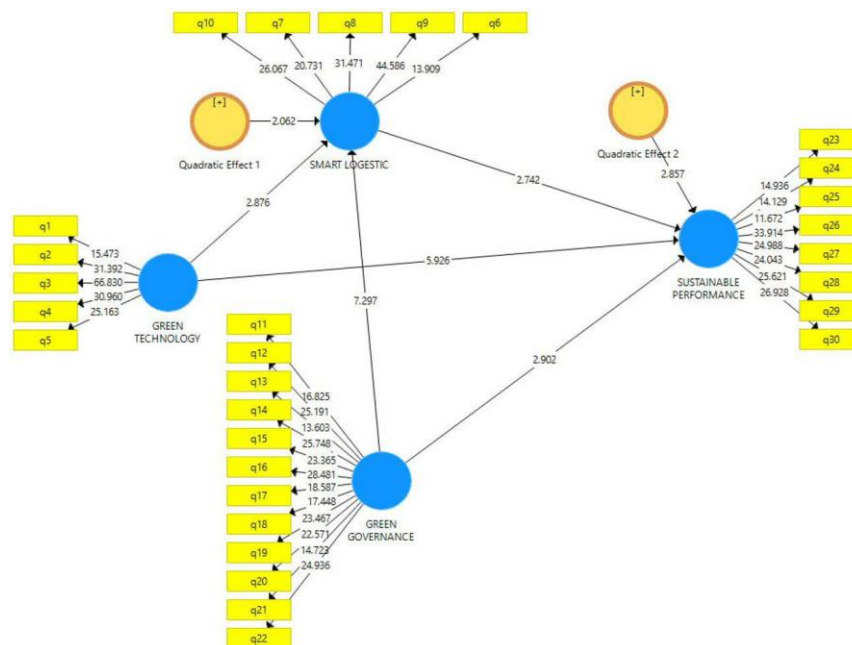 q10
q7
q8
q9
q6
26.067
20.731
31.471
44.586
13.909
[+]
Quadratic Effect 1
2.062
SMART LOGESTIC
[+]
Quadratic Effect 2
2.857
2.876
2.742
q1
q2
q3
q4
q5
15.473
31.392
66.830
30.960
25.163
GREEN
TECHNOLOGY
5.926
7.297
2.902
SUSTAINABLE
PERFORMANCE
14.936
14.129
11.672
33.914
24.988
24.043
25.621
26.928
q23
q24
q25
q26
q27
q28
q29
q30
q11
q12
q13
q14
q15
q16
q17
q18
q19
q20
q21
q22
16.825
25.191
13.603
25.748
23.365
28.481
18.587
17.448
23.467
22.571
14.723
24.936
GREEN
GOVERNANCE